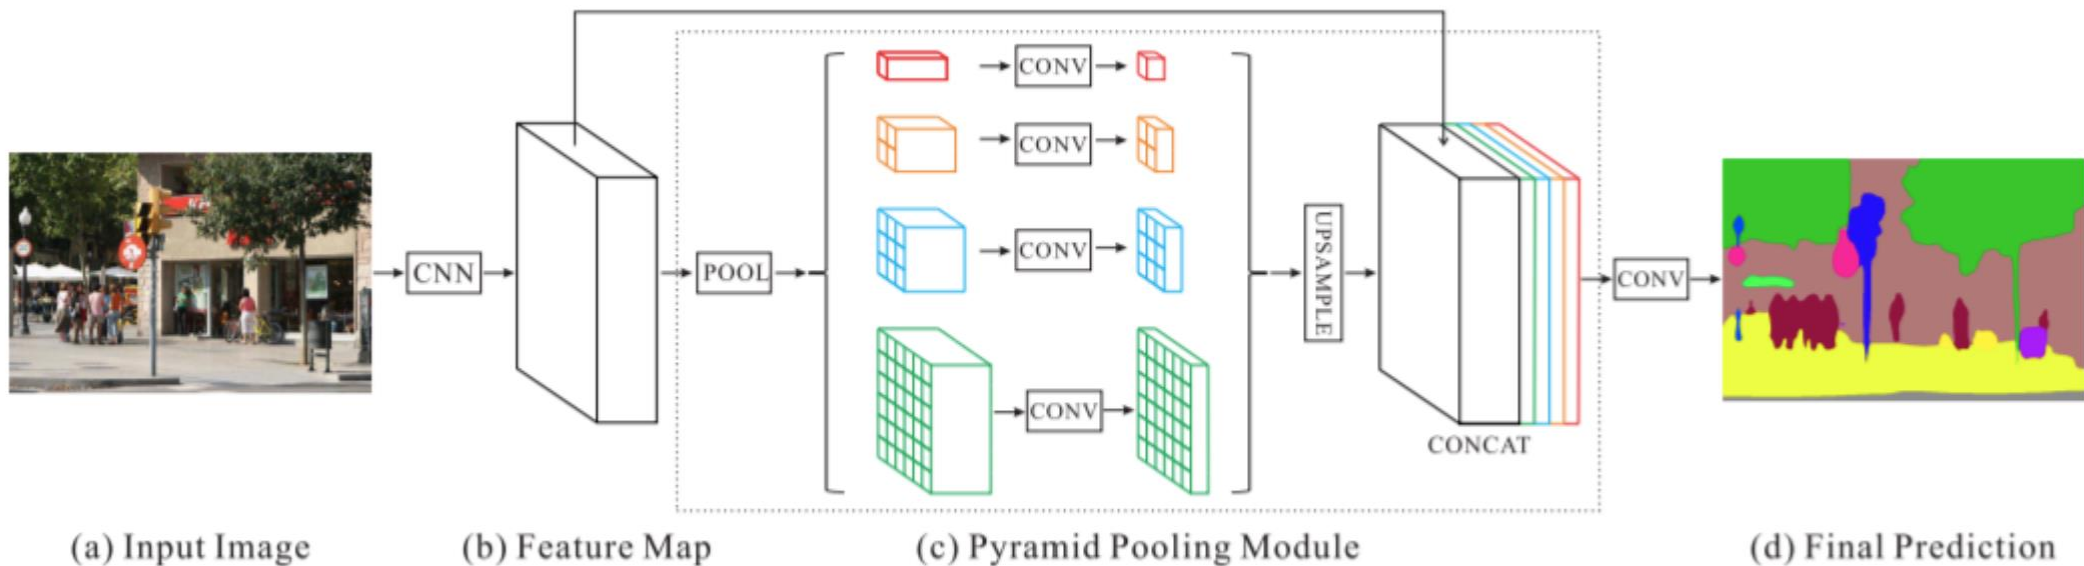 CONV
CONV
CONV
CONV
CNN
POOL
UPSAMPLE
CONCAT
CONV
(a) Input Image
(b) Feature Map
(c) Pyramid Pooling Module
(d) Final Prediction